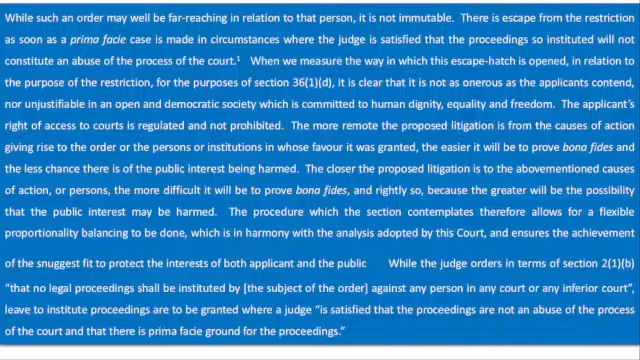 While such an order may well be far-reaching in relation to that person, it is not immutable.  There is escape from the restriction
as soon as a prima facie case is made in circumstances where the judge is satisfied that the proceedings so instituted will not
constitute an abuse of the process of the court.¹  When we measure the way in which this escape-hatch is opened, in relation
to the purpose of the restriction, for the purposes of section 36(1)(d), it is clear that it is not as onerous as the applicants contend,
nor unjustifiable in an open and democratic society which is committed to human dignity, equality and freedom.  The applicant’s
right of access to courts is regulated and not prohibited.  The more remote the proposed litigation is from the causes of action
giving rise to the order or the persons or institutions in whose favour it was granted, the easier it will be to prove bona fides and
the less chance there is of the public interest being harmed.  The closer the proposed litigation is to the abovementioned causes
of action, or persons, the more difficult it will be to prove bona fides, and rightly so, because the greater will be the possibility
that the public interest may be harmed.  The procedure which the section contemplates therefore allows for a flexible
proportionality balancing to be done, which is in harmony with the analysis adopted by this Court, and ensures the achievement
of the snuggest fit to protect the interests of both applicant and the public    While the judge orders in terms of section 2(1)(b)
“that no legal proceedings shall be instituted by [the subject of the order] against any person in any court or any inferior court”,
leave to institute proceedings are to be granted where a judge “is satisfied that the proceedings are not an abuse of the process
of the court and that there is prima facie ground for the proceedings.”